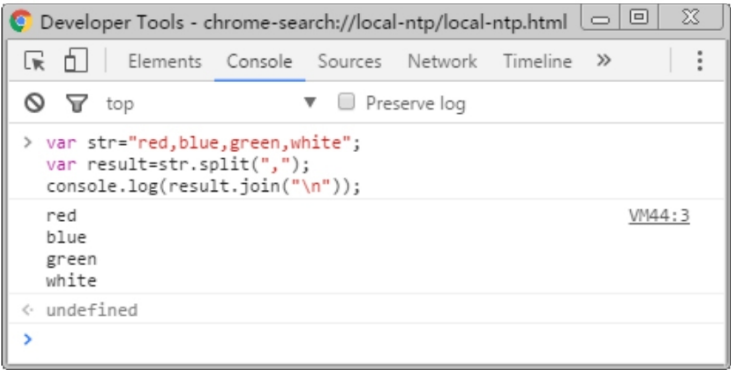 Developer Tools - chrome-search://local-ntp/local-ntp.html
Elements Console Sources Network Timeline »
top ▼ Preserve log
> var str="red,blue,green,white";
var result=str.split(",");
console.log(result.join("\n"));
red VM44:3
blue
green
white
<· undefined
>